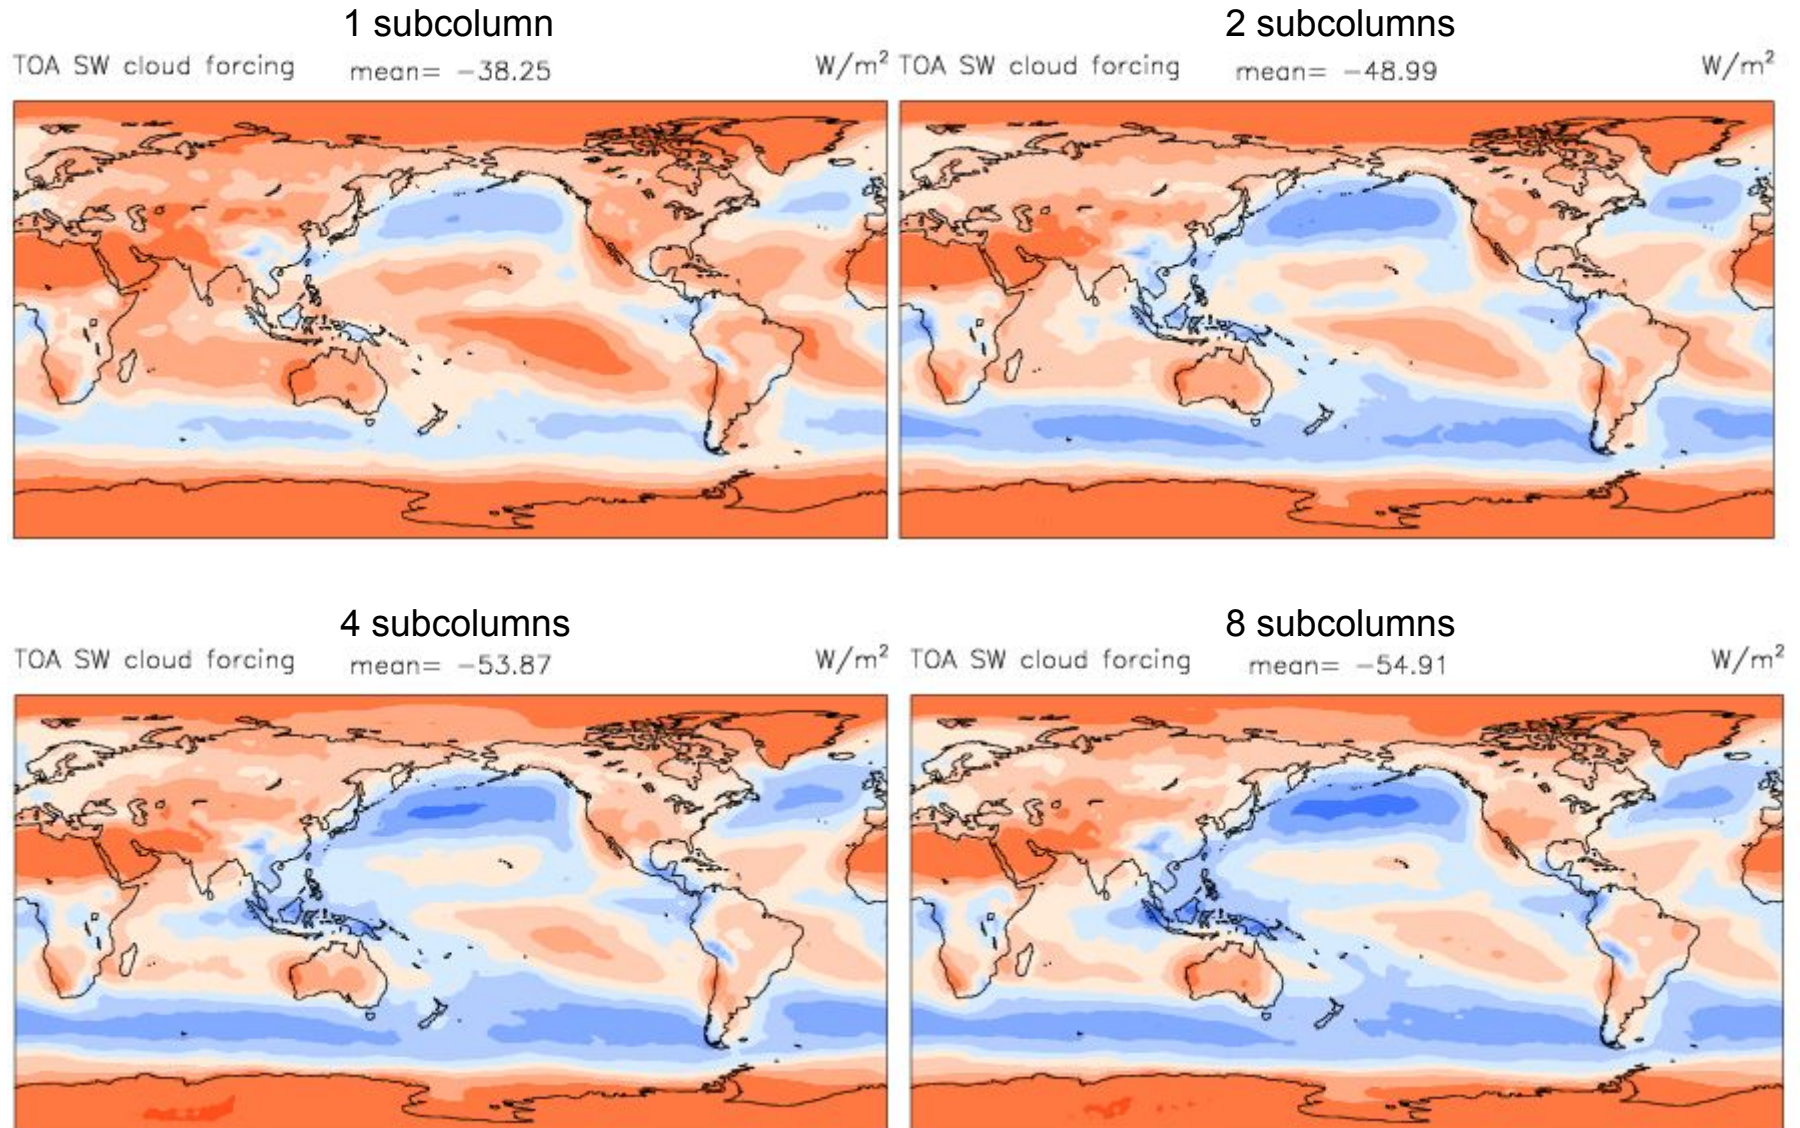 1 subcolumn
TOA SW cloud forcing mean= −38.25 W/m²
2 subcolumns
TOA SW cloud forcing mean= −48.99 W/m²
4 subcolumns
TOA SW cloud forcing mean= −53.87 W/m²
8 subcolumns
TOA SW cloud forcing mean= −54.91 W/m²